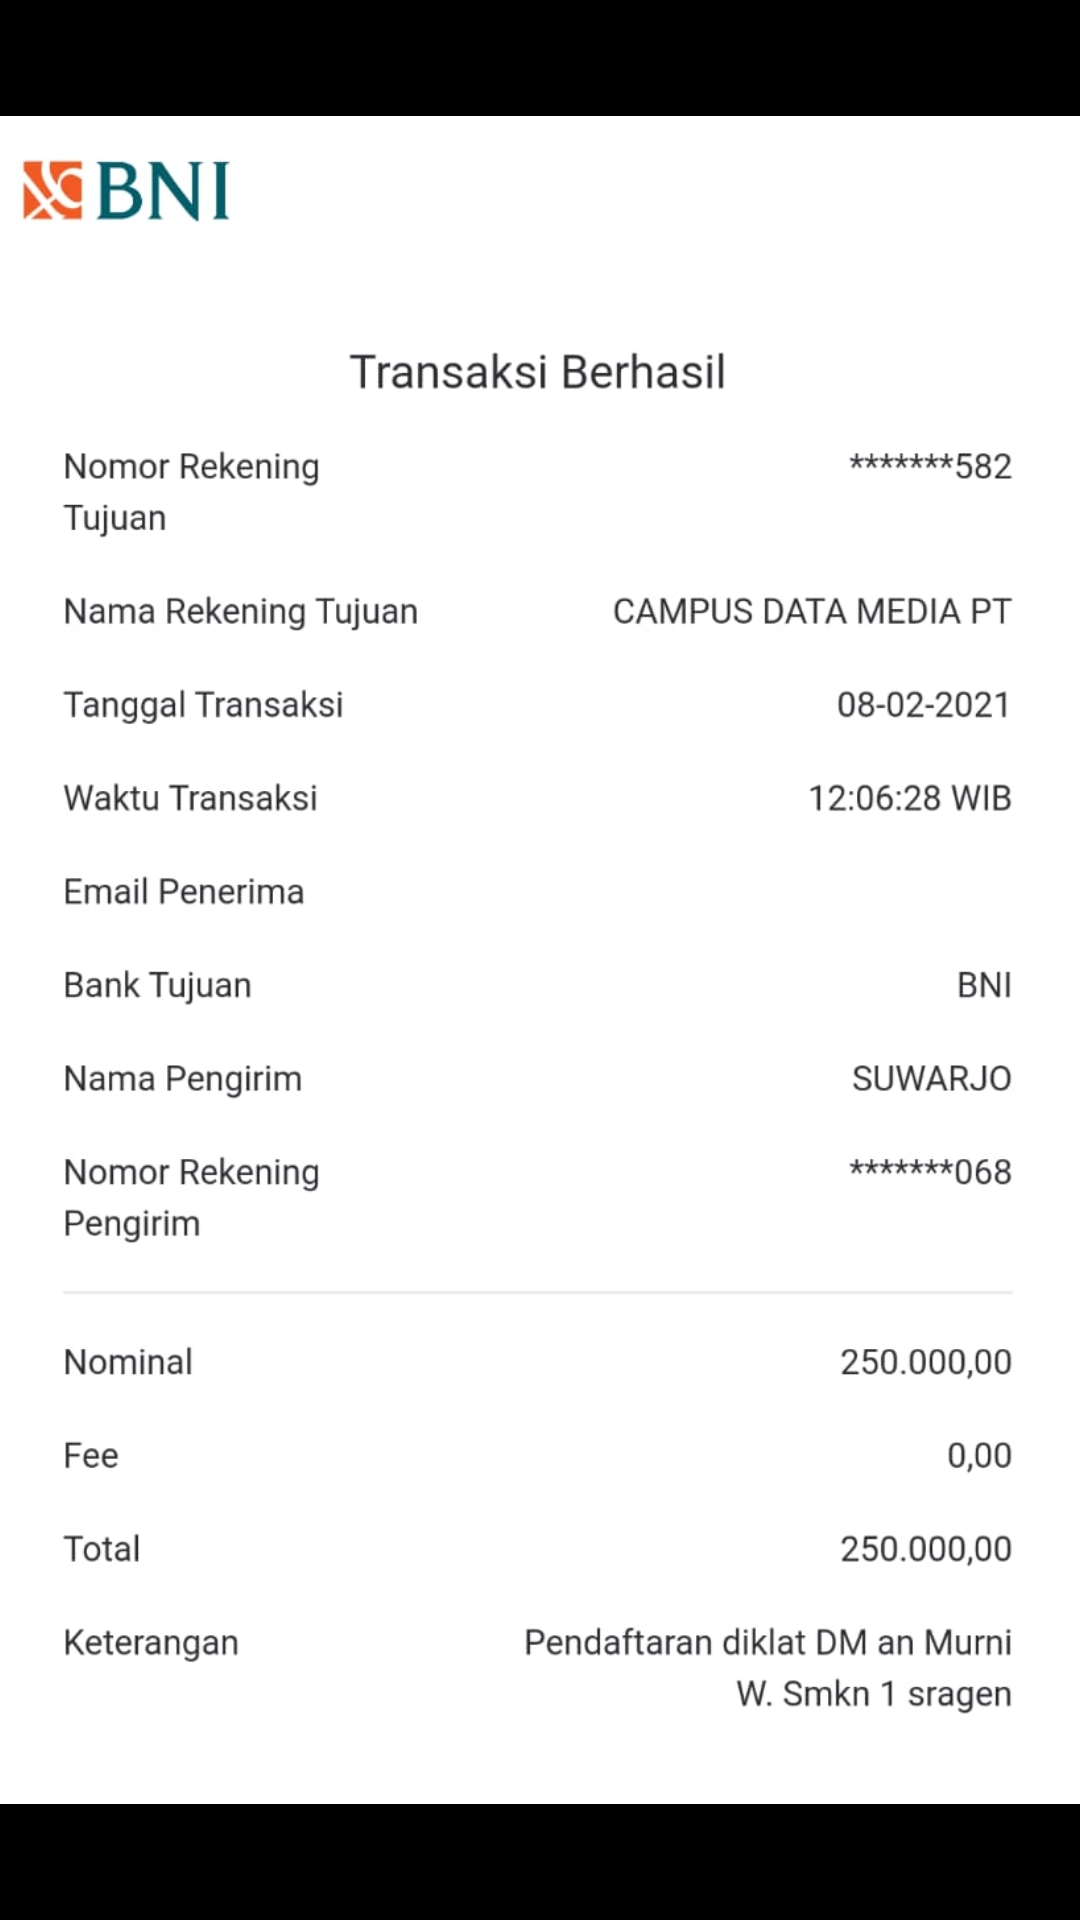 BNI
Transaksi Berhasil
Nomor Rekening Tujuan *******582
Nama Rekening Tujuan CAMPUS DATA MEDIA PT
Tanggal Transaksi 08-02-2021
Waktu Transaksi 12:06:28 WIB
Email Penerima
Bank Tujuan BNI
Nama Pengirim SUWARJO
Nomor Rekening Pengirim *******068
Nominal 250.000,00
Fee 0,00
Total 250.000,00
Keterangan Pendaftaran diklat DM an Murni
W. Smkn 1 sragen